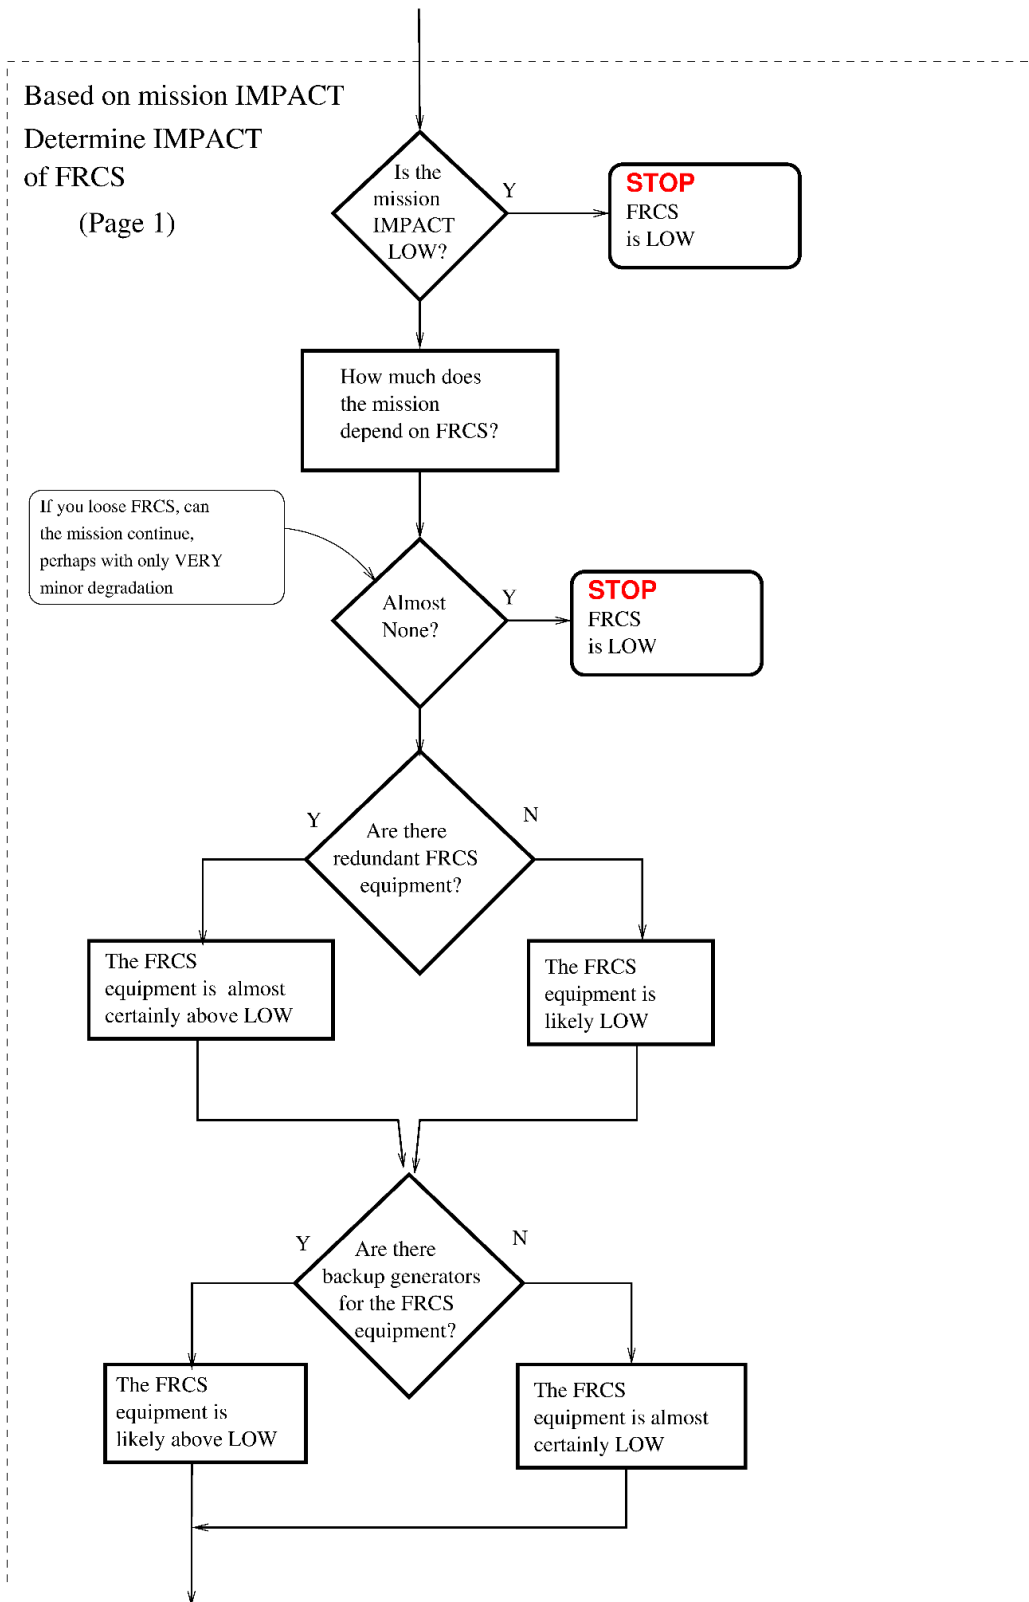 Based on mission IMPACT
Determine IMPACT
of FRCS
(Page 1)
Is the
mission
IMPACT
LOW?
Y
STOP
FRCS
is LOW
How much does
the mission
depend on FRCS?
If you loose FRCS, can
the mission continue,
perhaps with only VERY
minor degradation
Almost
None?
Y
STOP
FRCS
is LOW
Y
N
Are there
redundant FRCS
equipment?
The FRCS
equipment is almost
certainly above LOW
The FRCS
equipment is
likely LOW
Y
N
Are there
backup generators
for the FRCS
equipment?
The FRCS
equipment is
likely above LOW
The FRCS
equipment is almost
certainly LOW